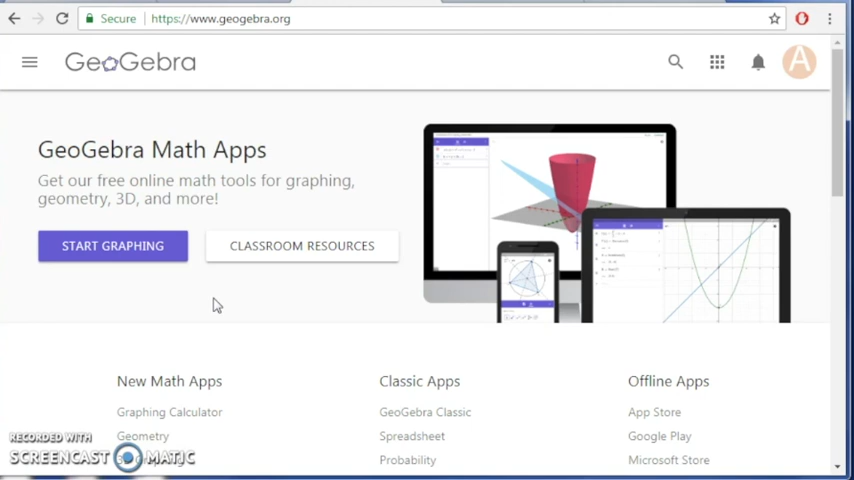 Secure https://www.geogebra.org
GeoGebra
A
GeoGebra Math Apps
Get our free online math tools for graphing,
geometry, 3D, and more!
START GRAPHING
CLASSROOM RESOURCES
New Math Apps
Classic Apps
Offline Apps
Graphing Calculator
GeoGebra Classic
App Store
Geometry
Spreadsheet
Google Play
Probability
Microsoft Store
RECORDED WITH
SCREENCAST MATIC